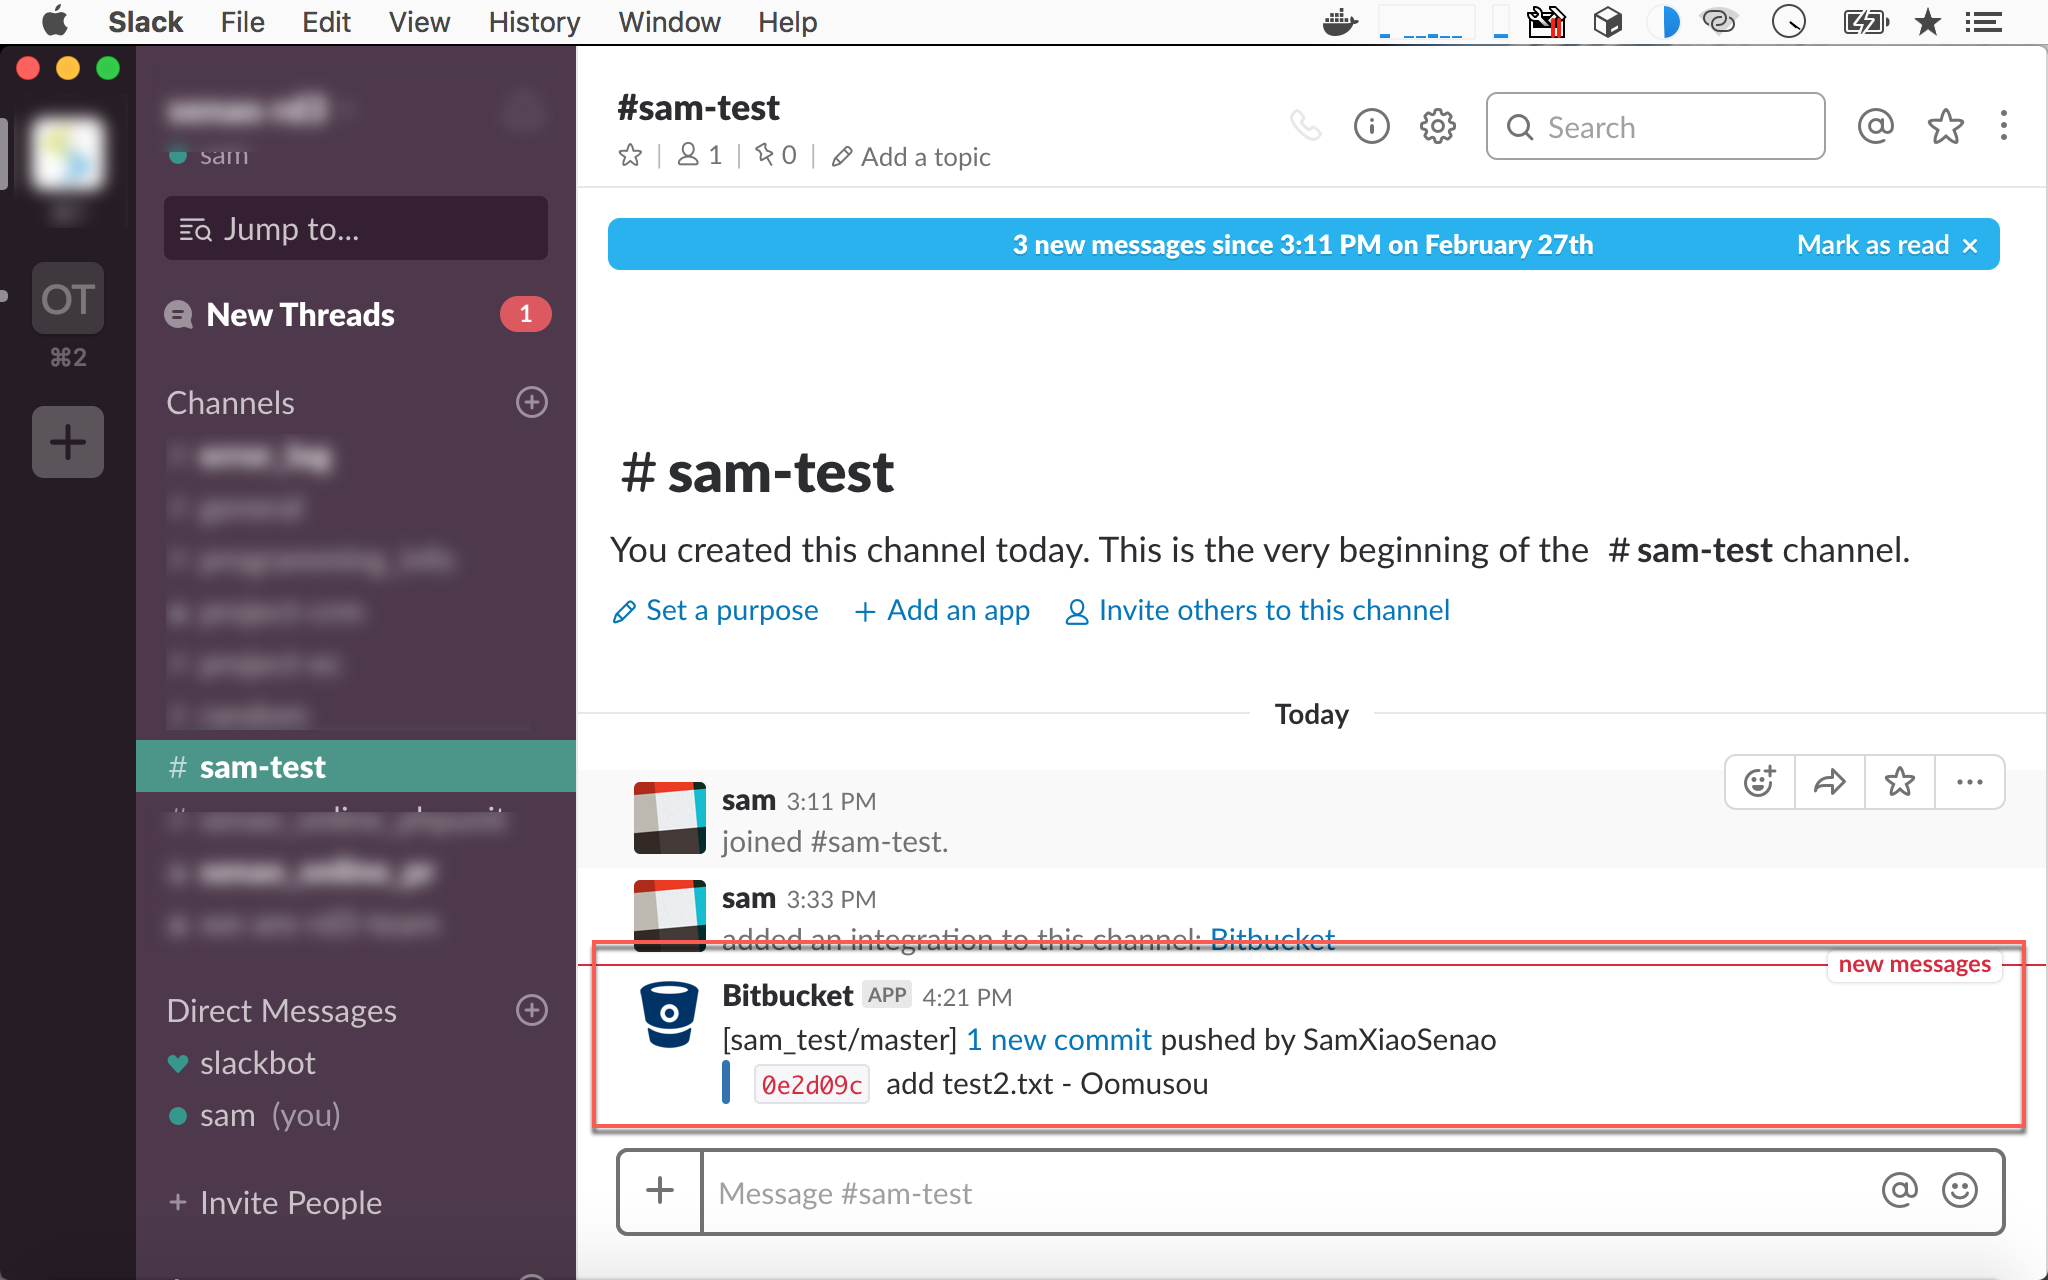 Slack File Edit View History Window Help
sam
Jump to...
OT
⌘2
New Threads 1
Channels
# sam-test
Direct Messages
slackbot
sam (you)
+ Invite People
#sam-test
1 0 Add a topic
Search
3 new messages since 3:11 PM on February 27th Mark as read ×
# sam-test
You created this channel today. This is the very beginning of the # sam-test channel.
Set a purpose + Add an app Invite others to this channel
Today
sam 3:11 PM
joined #sam-test.
sam 3:33 PM
added an integration to this channel: Bitbucket
new messages
Bitbucket APP 4:21 PM
[sam_test/master] 1 new commit pushed by SamXiaoSenao
0e2d09c add test2.txt - Oomusou
Message #sam-test